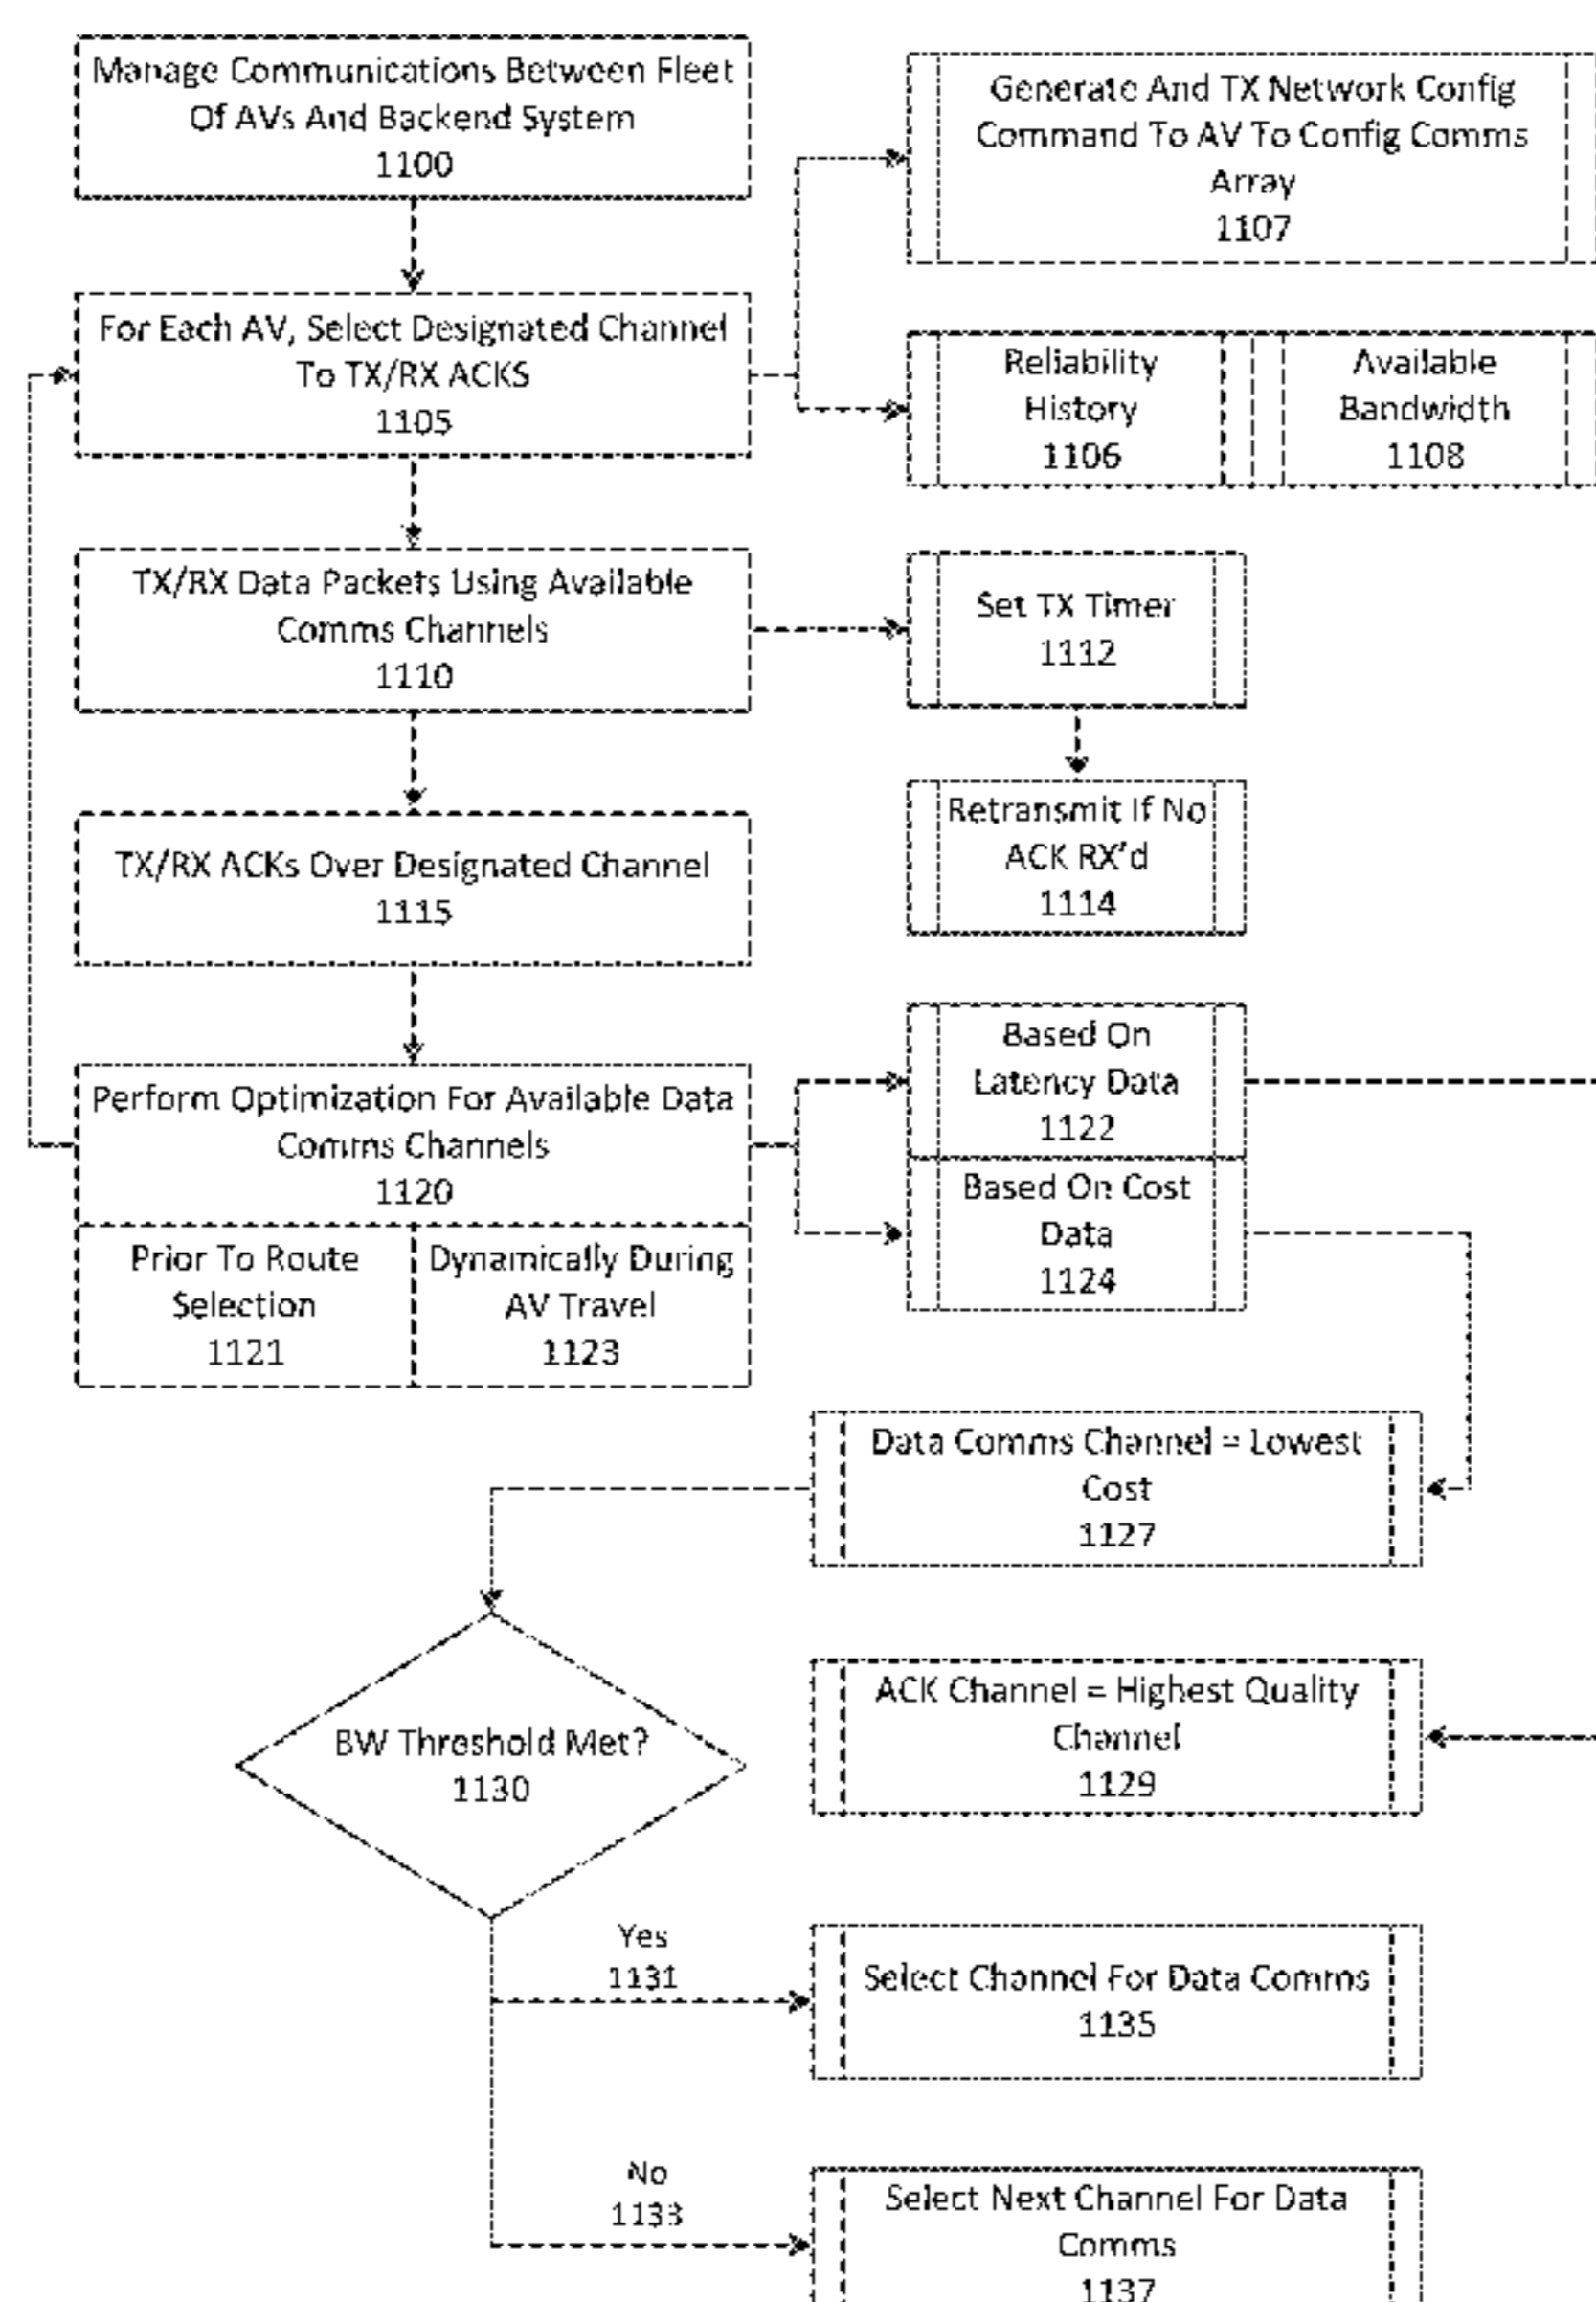 Manage Communications Between Fleet
Of AVs And Backend System
1100
Generate And TX Network Config
Command To AV To Config Comms
Array
1107
For Each AV, Select Designated Channel
To TX/RX ACKS
1105
Reliability
History
1106
Available
Bandwidth
1108
TX/RX Data Packets Using Available
Comms Channels
1110
Set TX Timer
1112
Retransmit If No
ACK RX'd
1114
TX/RX ACKs Over Designated Channel
1115
Perform Optimization For Available Data
Comms Channels
1120
Prior To Route
Selection
1121
Dynamically During
AV Travel
1123
Based On
Latency Data
1122
Based On Cost
Data
1124
Data Comms Channel = Lowest
Cost
1127
BW Threshold Met?
1130
ACK Channel = Highest Quality
Channel
1129
Yes
1131
Select Channel For Data Comms
1135
No
1133
Select Next Channel For Data
Comms
1137